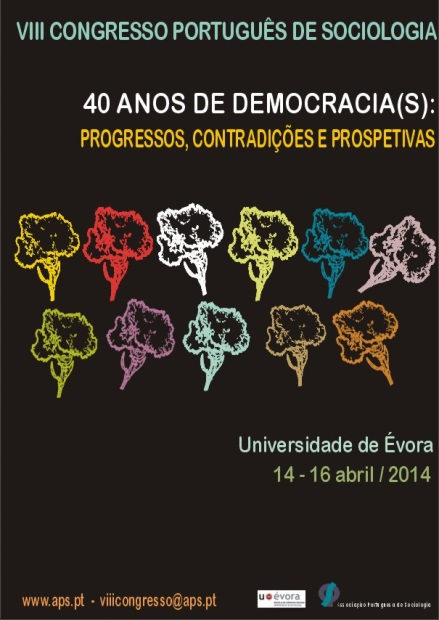 VIII CONGRESSO PORTUGUÊS DE SOCIOLOGIA
40 ANOS DE DEMOCRACIA(S):
PROGRESSOS, CONTRADIÇÕES E PROSPETIVAS
Universidade de Évora
14 - 16 abril / 2014
www.aps.pt - viiicongresso@aps.pt
u évora
Associação Portuguesa de Sociologia